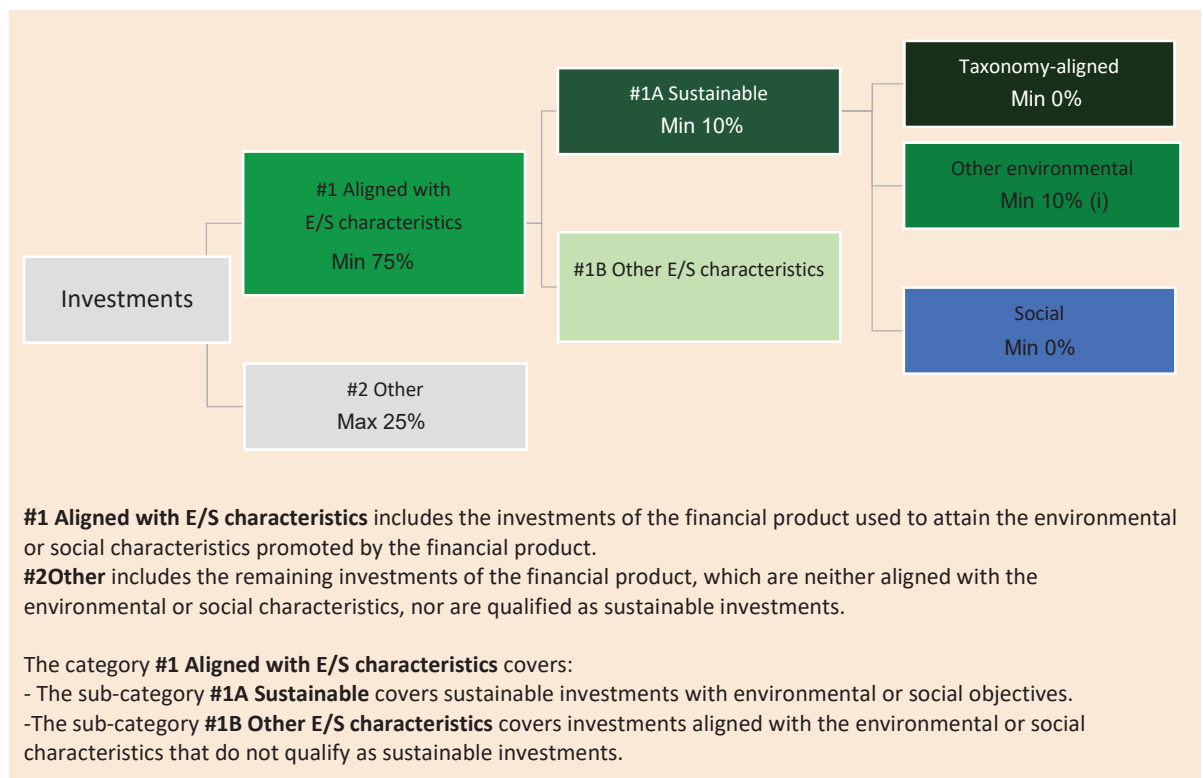 Investments
#1 Aligned with
E/S characteristics
Min 75%
#2 Other
Max 25%
#1A Sustainable
Min 10%
#1B Other E/S characteristics
Taxonomy-aligned
Min 0%
Other environmental
Min 10% (i)
Social
Min 0%
#1 Aligned with E/S characteristics includes the investments of the financial product used to attain the environmental
or social characteristics promoted by the financial product.
#2Other includes the remaining investments of the financial product, which are neither aligned with the
environmental or social characteristics, nor are qualified as sustainable investments.
The category #1 Aligned with E/S characteristics covers:
- The sub-category #1A Sustainable covers sustainable investments with environmental or social objectives.
-The sub-category #1B Other E/S characteristics covers investments aligned with the environmental or social
characteristics that do not qualify as sustainable investments.